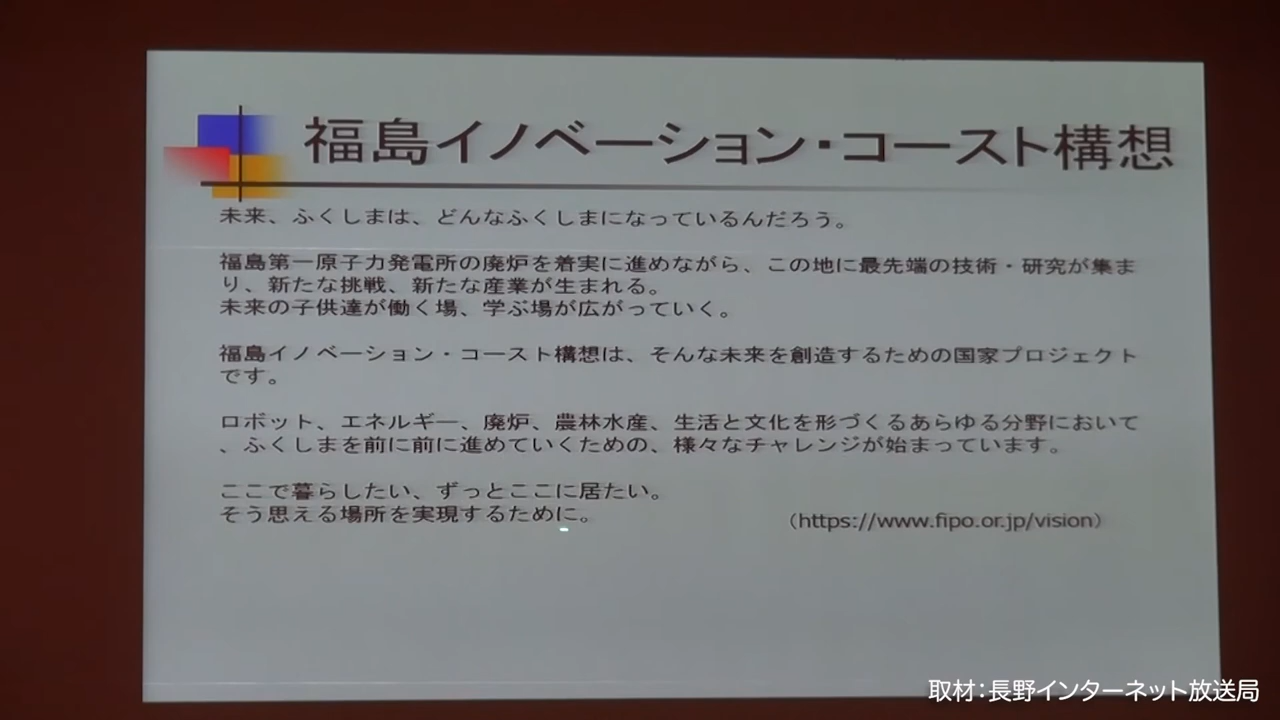 福島イノベーション・コースト構想
未来、ふくしまは、どんなふくしまになっているんだろう。
福島第一原子力発電所の廃炉を着実に進めながら、この地に最先端の技術・研究が集ま
り、新たな挑戦、新たな産業が生まれる。
未来の子供達が働く場、学ぶ場が広がっていく。
福島イノベーション・コースト構想は、そんな未来を創造するための国家プロジェクト
です。
ロボット、エネルギー、廃炉、農林水産、生活と文化を形づくるあらゆる分野において
、ふくしまを前に前に進めていくための、様々なチャレンジが始まっています。
ここで暮らしたい、ずっとここに居たい。
そう思える場所を実現するために。
（https://www.fipo.or.jp/vision）
取材：長野インターネット放送局